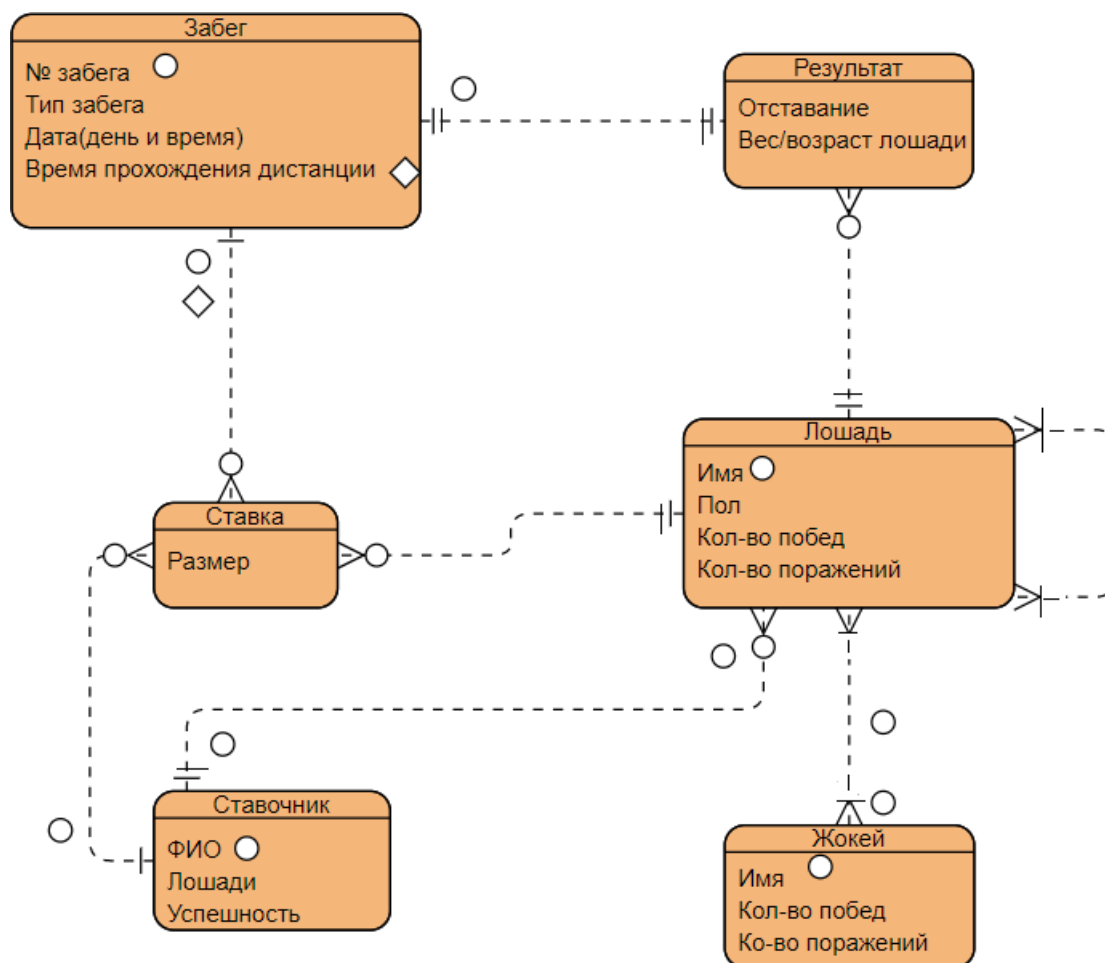 Забег
№ забега
Тип забега
Дата(день и время)
Время прохождения дистанции
Результат
Отставание
Вес/возраст лошади
Лошадь
Имя
Пол
Кол-во побед
Кол-во поражений
Ставка
Размер
Ставочник
ФИО
Лошади
Успешность
Жокей
Имя
Кол-во побед
Ко-во поражений